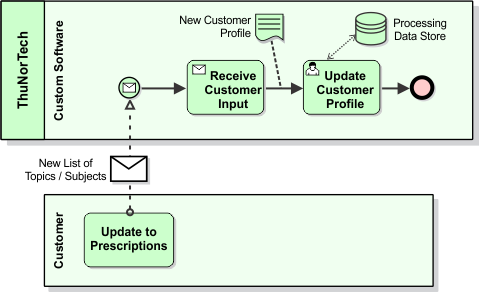 ThuNorTech
Custom Software
New Customer
Profile
Processing
Data Store
Receive
Customer
Input
Update
Customer
Profile
New List of
Topics / Subjects
Customer
Update to
Prescriptions